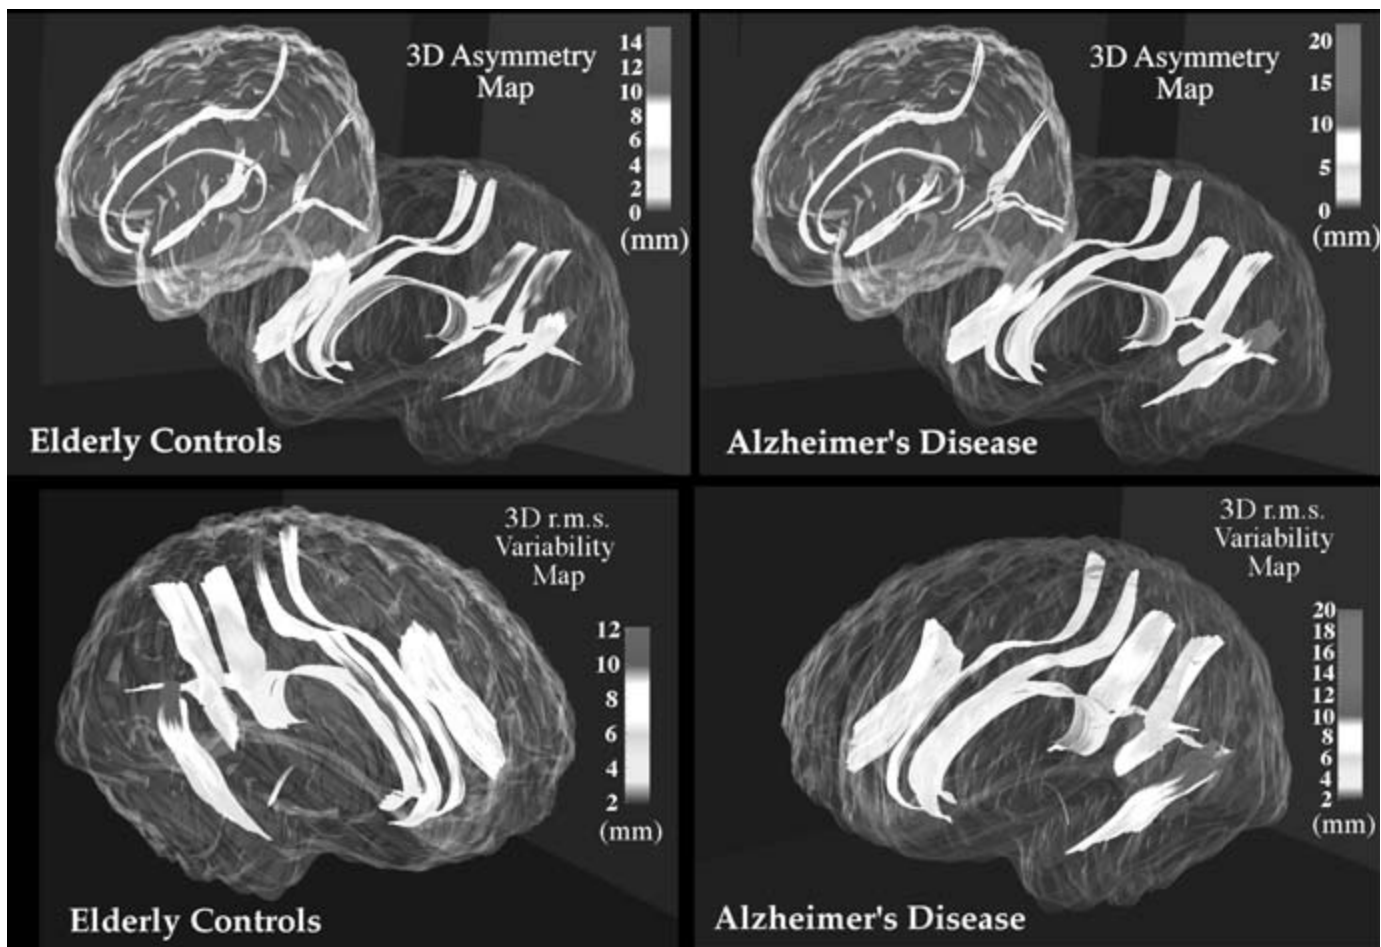 3D Asymmetry
Map
14
12
10
8
6
4
2
0
(mm)
Elderly Controls
3D Asymmetry
Map
20
15
10
5
0
(mm)
Alzheimer's Disease
3D r.m.s.
Variability
Map
12
10
8
6
4
2
(mm)
Elderly Controls
3D r.m.s.
Variability
Map
20
18
16
14
12
10
8
6
4
2
(mm)
Alzheimer's Disease